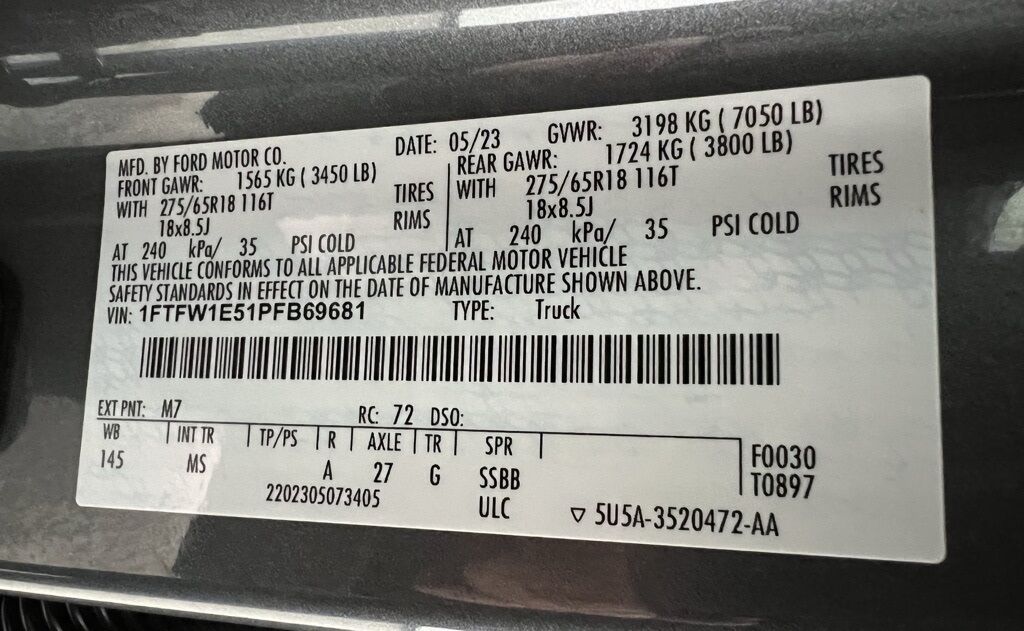 MFD. BY FORD MOTOR CO. DATE: 05/23 GVWR: 3198 KG ( 7050 LB)
FRONT GAWR: 1565 KG ( 3450 LB) REAR GAWR: 1724 KG ( 3800 LB)
WITH 275/65R18 116T TIRES WITH 275/65R18 116T TIRES
18x8.5J RIMS 18x8.5J RIMS
AT 240 kPa/ 35 PSI COLD AT 240 kPa/ 35 PSI COLD
THIS VEHICLE CONFORMS TO ALL APPLICABLE FEDERAL MOTOR VEHICLE
SAFETY STANDARDS IN EFFECT ON THE DATE OF MANUFACTURE SHOWN ABOVE.
VIN: 1FTFW1E51PFB69681 TYPE: Truck
EXT PNT: M7 RC: 72 DSO:
WB INT TR TP/PS R AXLE TR SPR F0030
145 MS A 27 G SSBB T0897
2202305073405 ULC ▽ 5U5A-3520472-AA